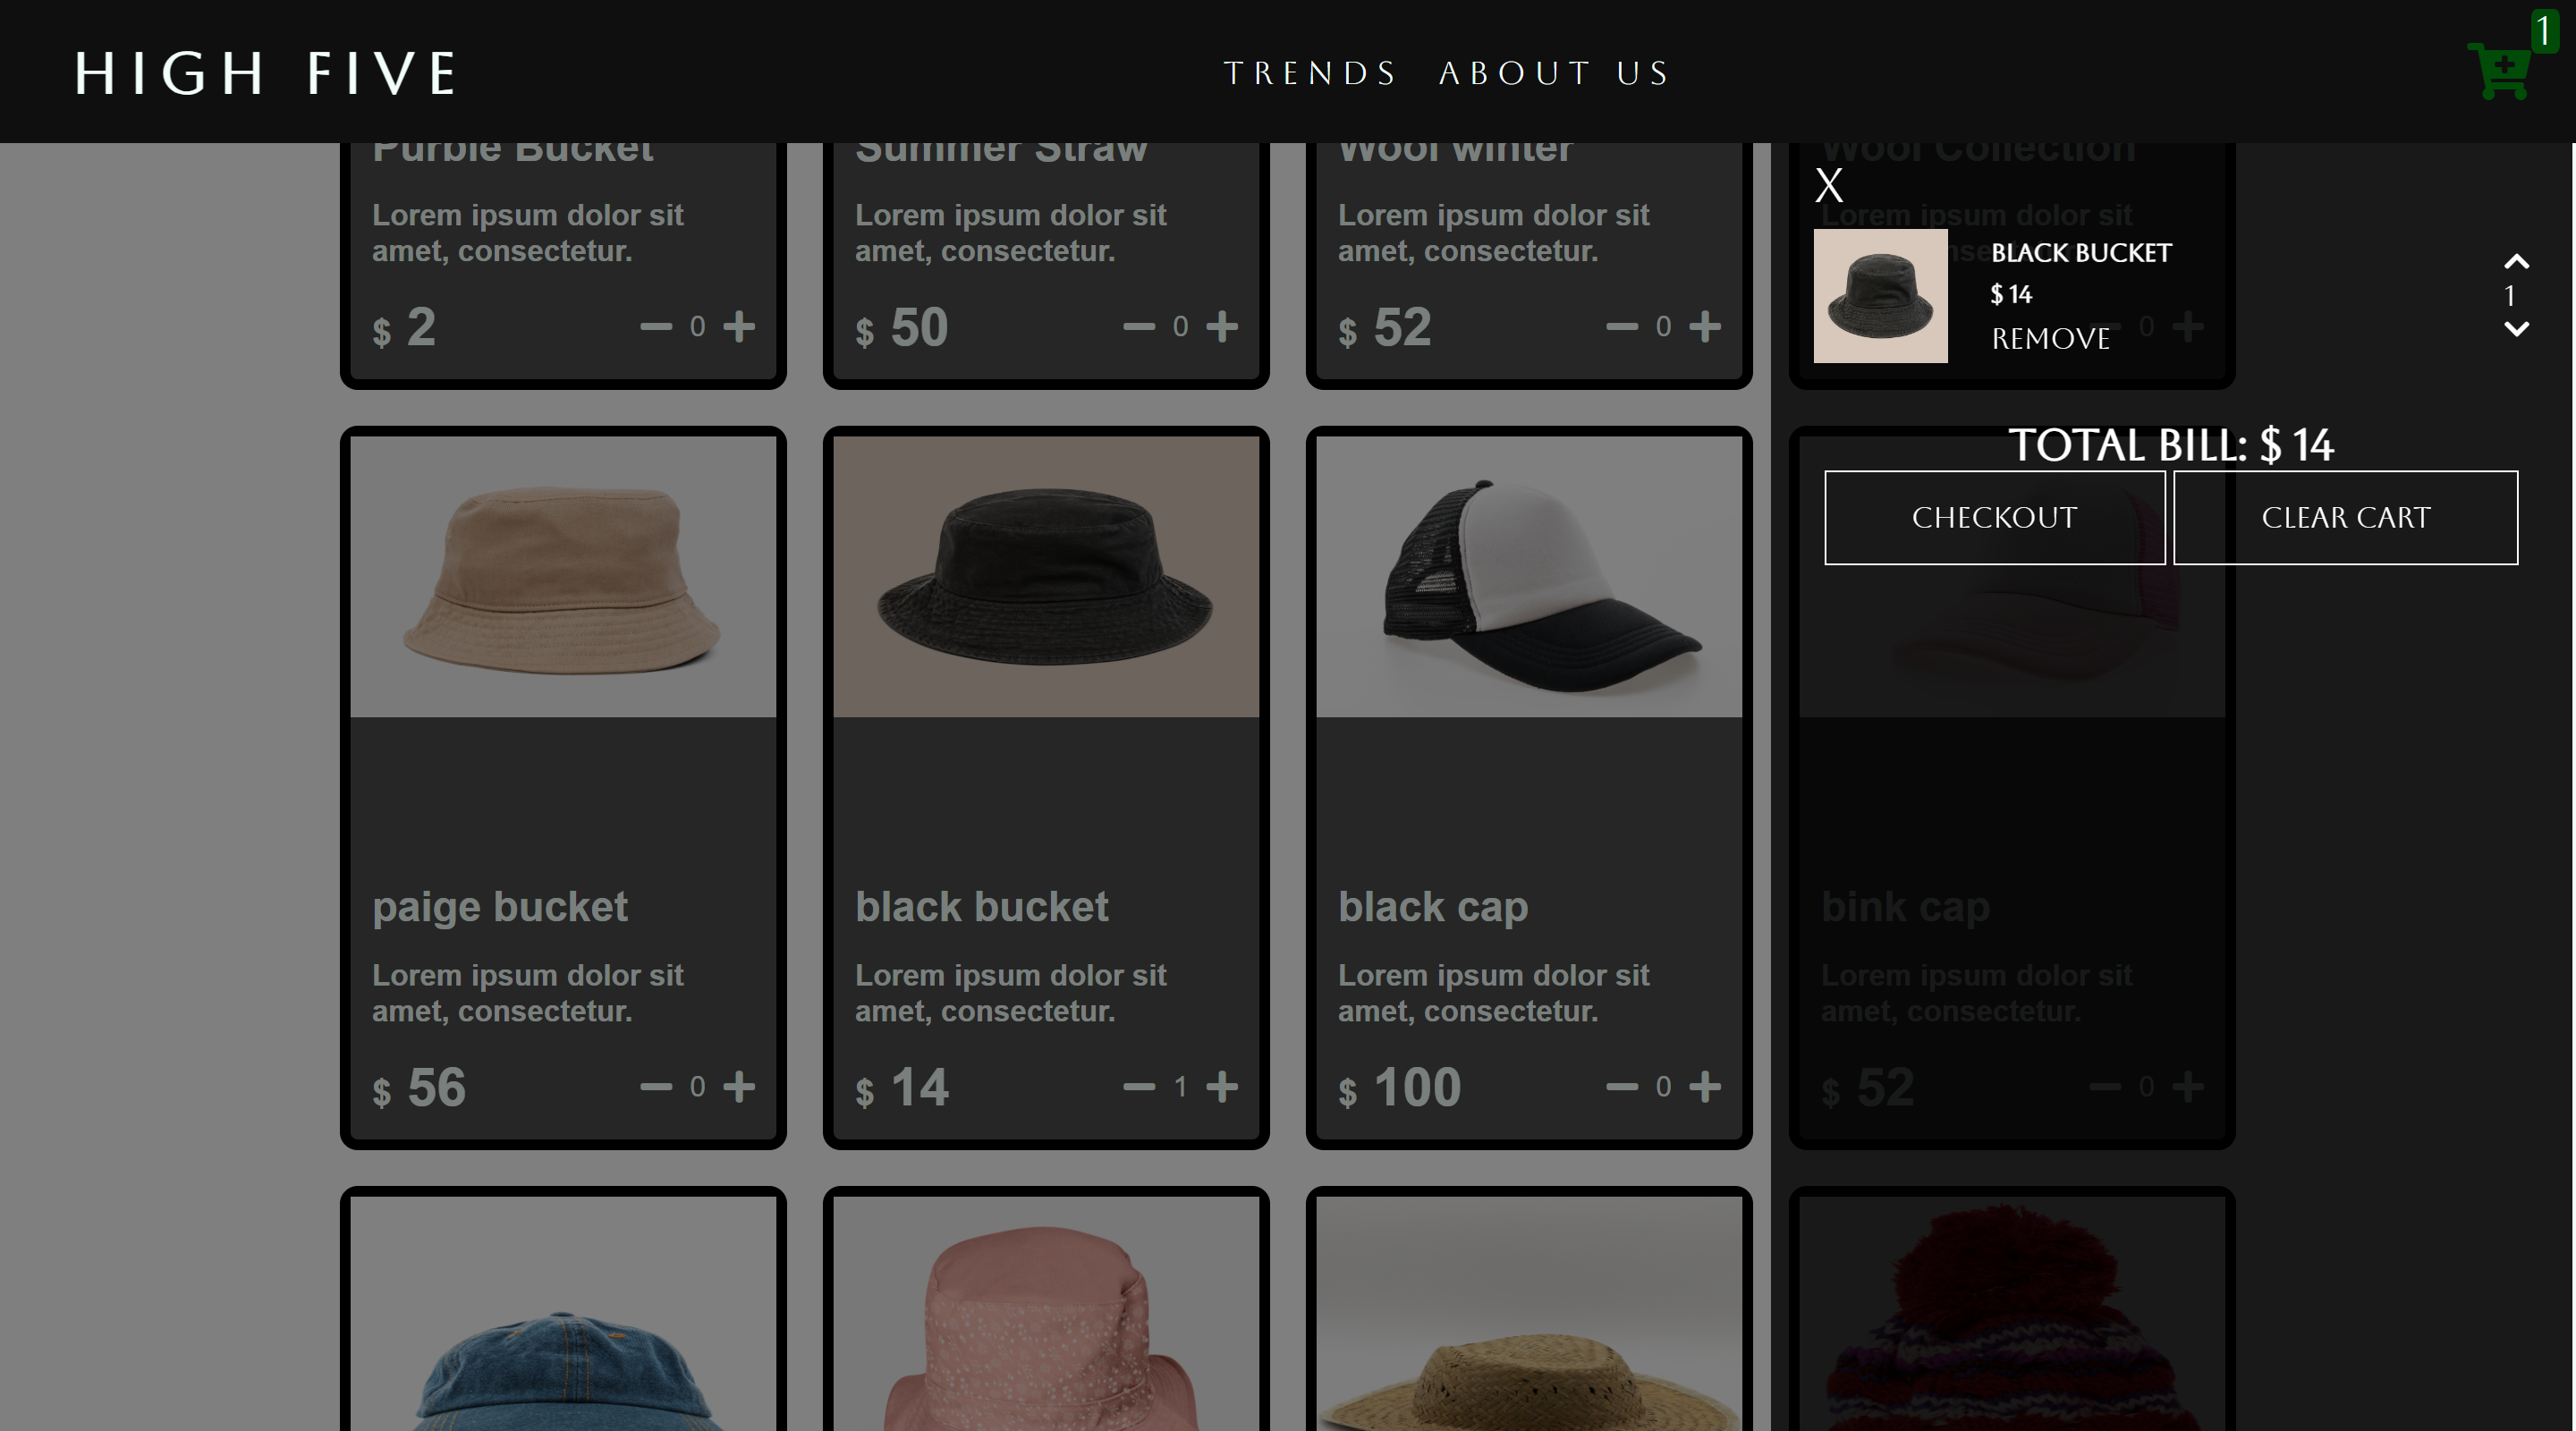 HIGH FIVE
TRENDS ABOUT US
1
Purble Bucket
Lorem ipsum dolor sit
amet, consectetur.
$ 2
0
Summer Straw
Lorem ipsum dolor sit
amet, consectetur.
$ 50
0
Wool winter
Lorem ipsum dolor sit
amet, consectetur.
$ 52
0
Wool Collection
Lorem ipsum dolor sit
0
X
BLACK BUCKET
$ 14
REMOVE
1
TOTAL BILL: $ 14
CHECKOUT
CLEAR CART
paige bucket
Lorem ipsum dolor sit
amet, consectetur.
$ 56
0
black bucket
Lorem ipsum dolor sit
amet, consectetur.
$ 14
1
black cap
Lorem ipsum dolor sit
amet, consectetur.
$ 100
0
bink cap
Lorem ipsum dolor sit
amet, consectetur.
$ 52
0